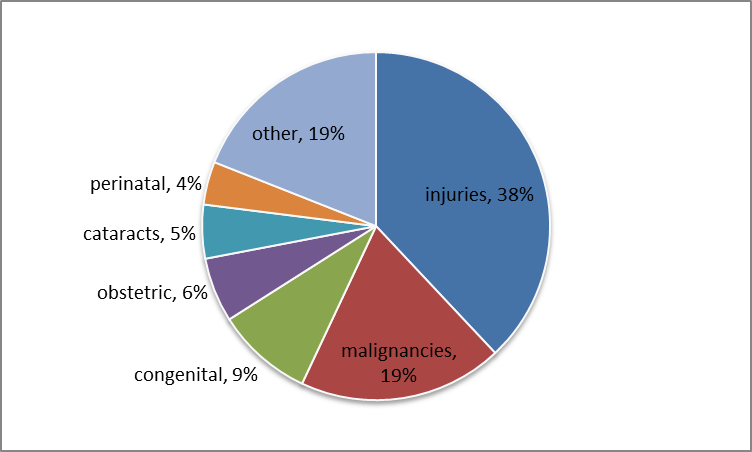 other, 19%
injuries, 38%
perinatal, 4%
cataracts, 5%
obstetric, 6%
malignancies,
19%
congenital, 9%